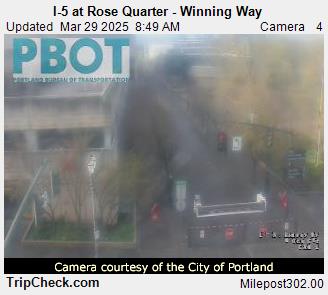 I-5 at Rose Quarter - Winning Way
Updated Mar 29 2025 8:49 AM Camera 4
PBOT
PORTLAND BUREAU OF TRANSPORTATION
Camera courtesy of the City of Portland
TripCheck.com Milepost302.00